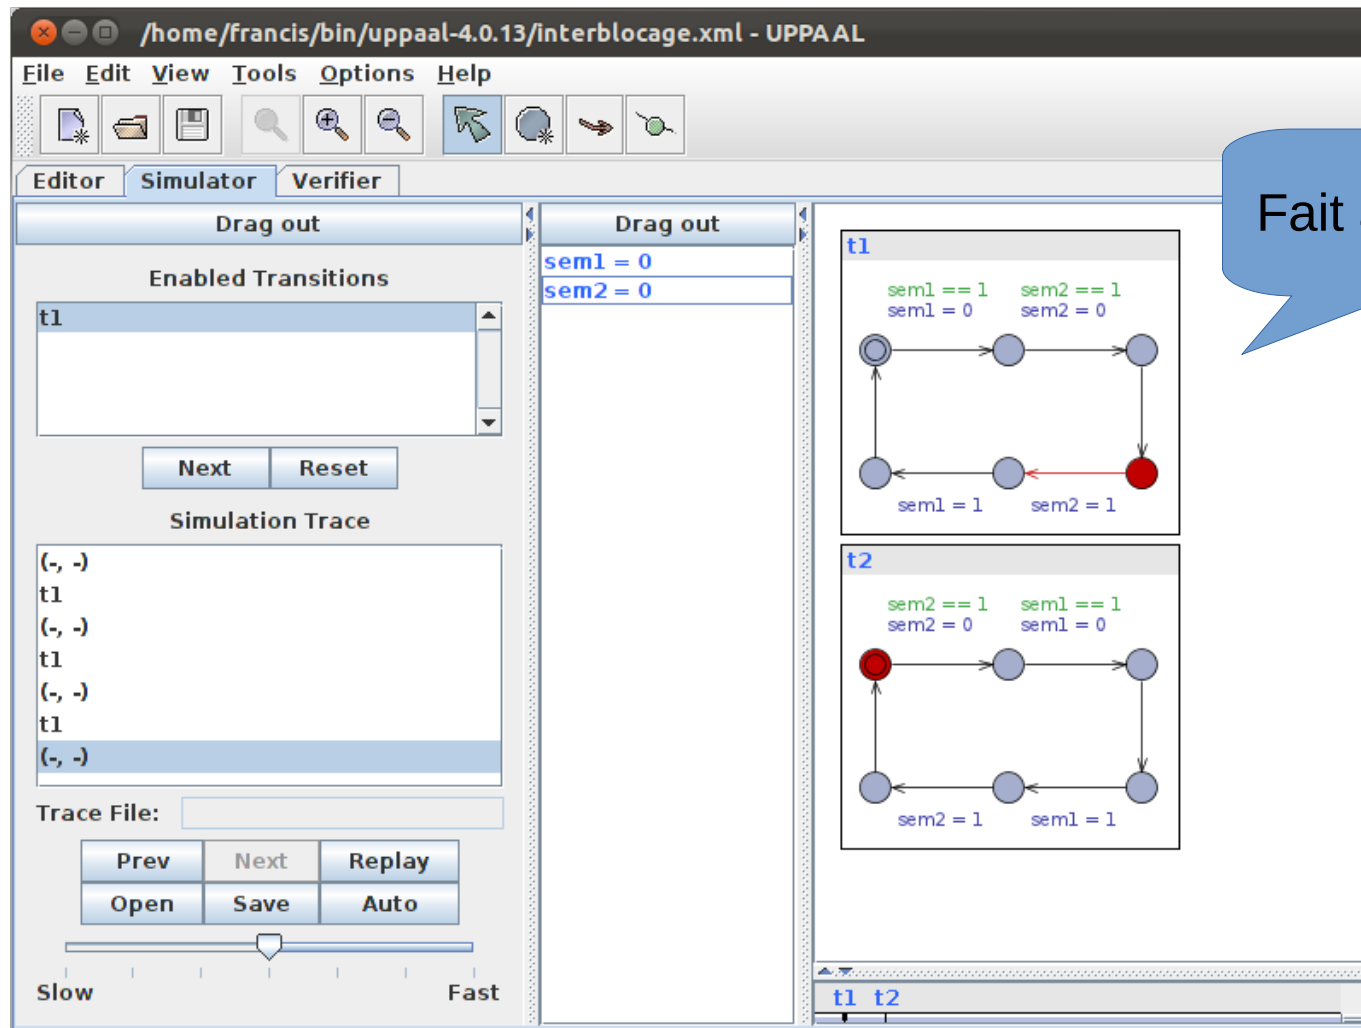 /home/francis/bin/uppaal-4.0.13/interblocage.xml - UPPAAL
File Edit View Tools Options Help
Editor Simulator Verifier
Drag out
Enabled Transitions
t1
Next Reset
Simulation Trace
(-, -)
t1
(-, -)
t1
(-, -)
t1
(-, -)
Trace File:
Prev Next Replay
Open Save Auto
Slow Fast
Drag out
sem1 = 0
sem2 = 0
t1
sem1 == 1 sem2 == 1
sem1 = 0 sem2 = 0
sem1 = 1 sem2 = 1
t2
sem2 == 1 sem1 == 1
sem2 = 0 sem1 = 0
sem2 = 1 sem1 = 1
t1 t2
Fait